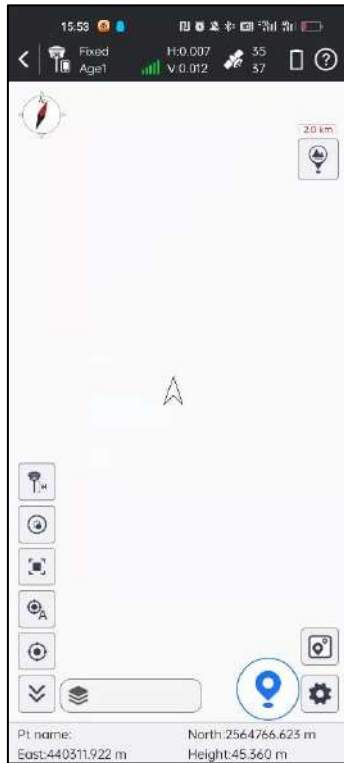 15:53
Fixed H:0.007 35
Age1 V:0.012 37
N
2.0 km
H
A
Pt name: North:2564766.623 m
East:440311.922 m Height:45.360 m